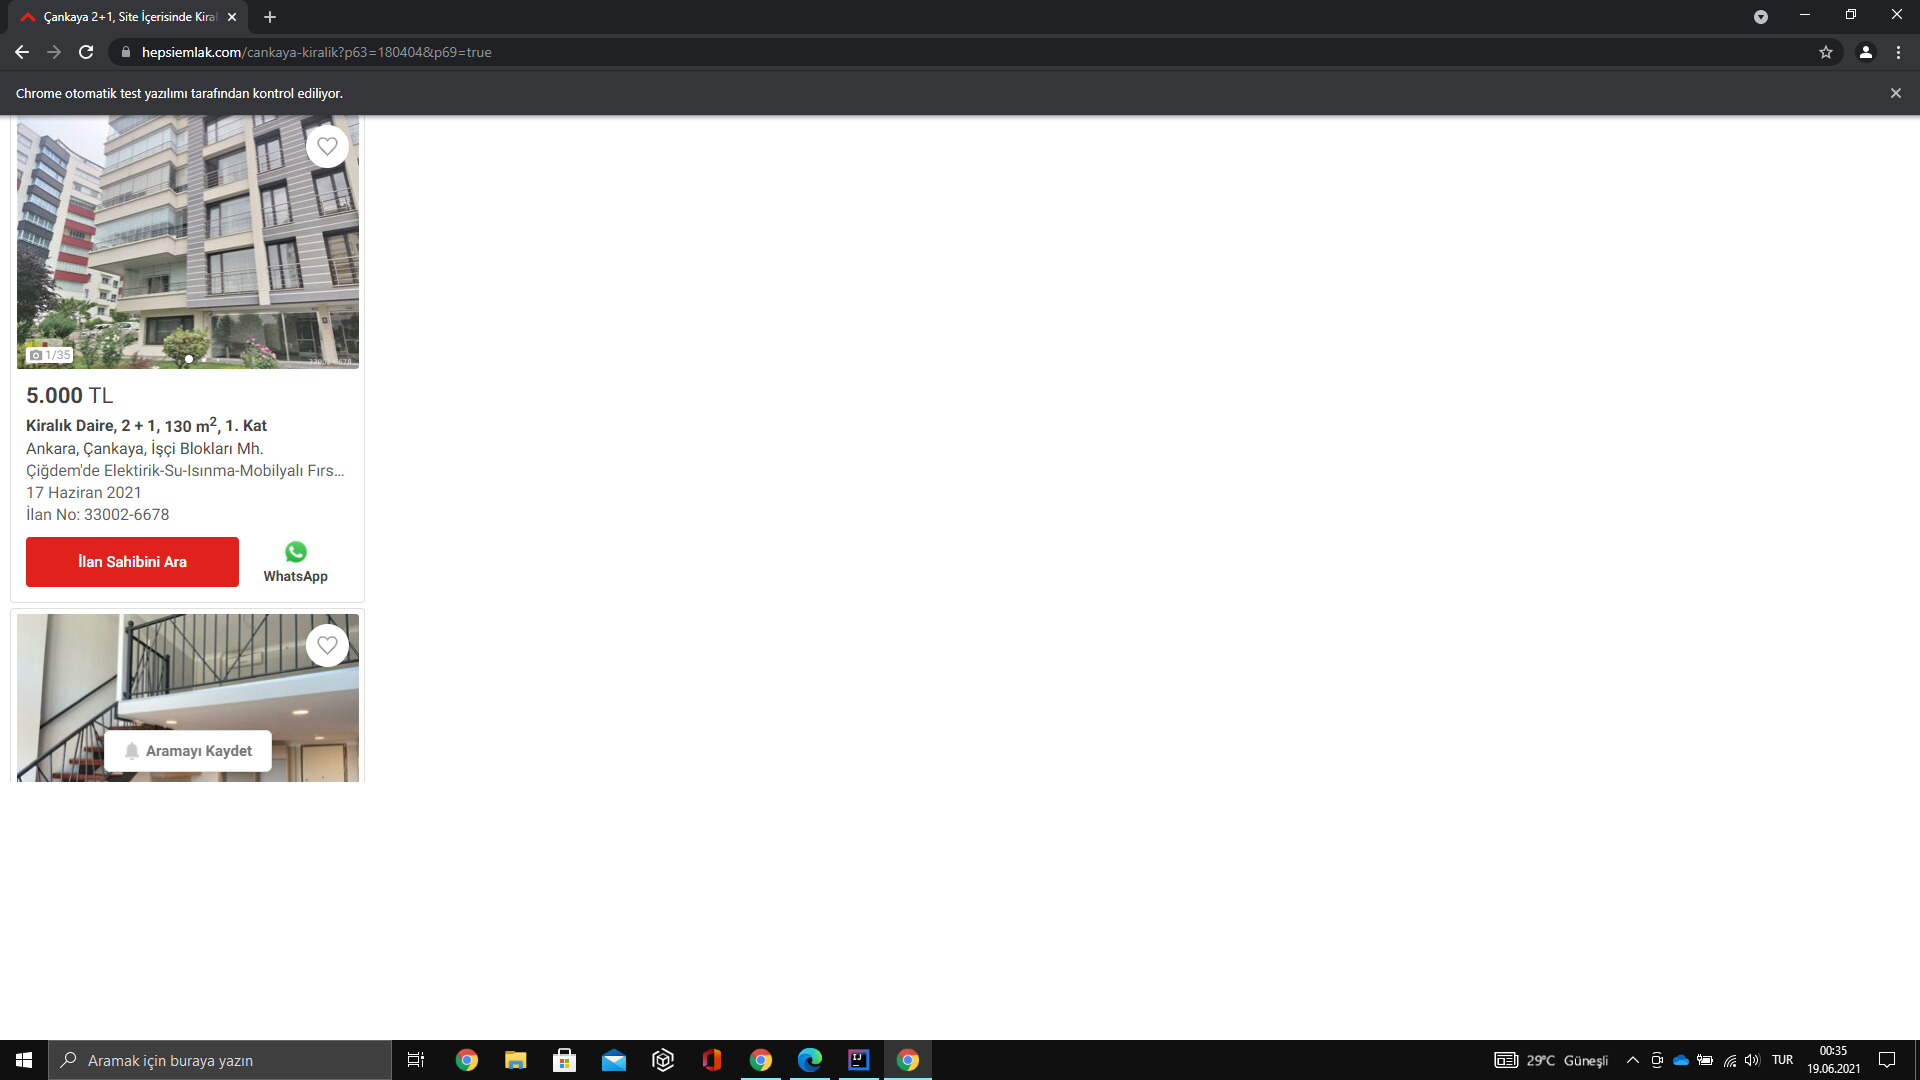 Çankaya 2+1, Site İçerisinde Kiral
hepsiemlak.com/cankaya-kiralik?p63=180404&p69=true
Chrome otomatik test yazılımı tarafından kontrol ediliyor.
1/35
33002-6678
5.000 TL
Kiralık Daire, 2 + 1, 130 m², 1. Kat
Ankara, Çankaya, İşçi Blokları Mh.
Çiğdem'de Elektirik-Su-Isınma-Mobilyalı Fırs...
17 Haziran 2021
İlan No: 33002-6678
İlan Sahibini Ara
WhatsApp
Aramayı Kaydet
Aramak için buraya yazın
29°C Güneşli
TUR
00:35
19.06.2021